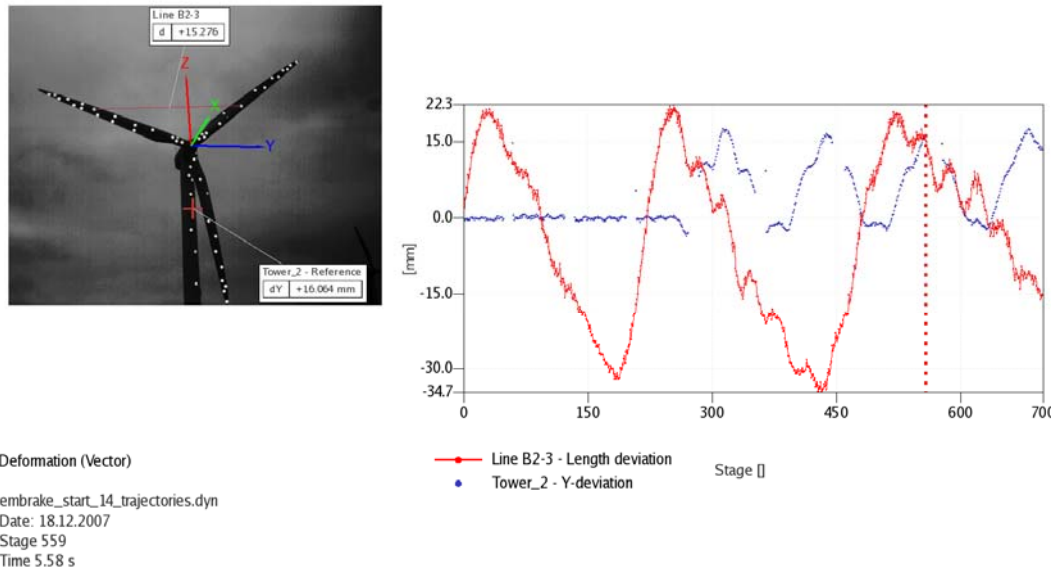 Line B2-3
d +15.276
Z
X
Y
Tower_2 - Reference
dY +16.064 mm
22.3
15.0
0.0
-15.0
-30.0
-34.7
[mm]
0 150 300 450 600 700
Line B2-3 - Length deviation
Tower_2 - Y-deviation
Stage []
Deformation (Vector)
embrake_start_14_trajectories.dyn
Date: 18.12.2007
Stage 559
Time 5.58 s